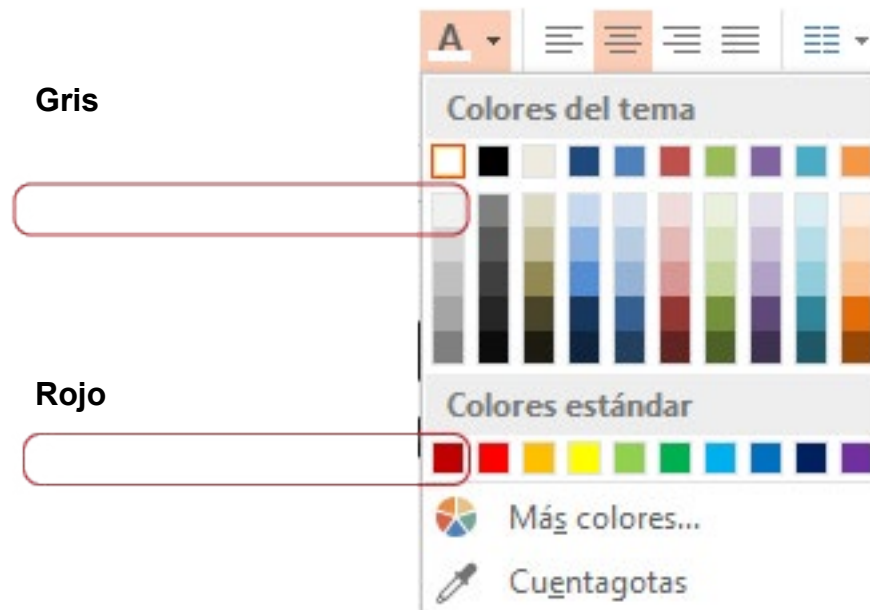 A
Gris
Colores del tema
Rojo
Colores estándar
Más colores...
Cuentagotas